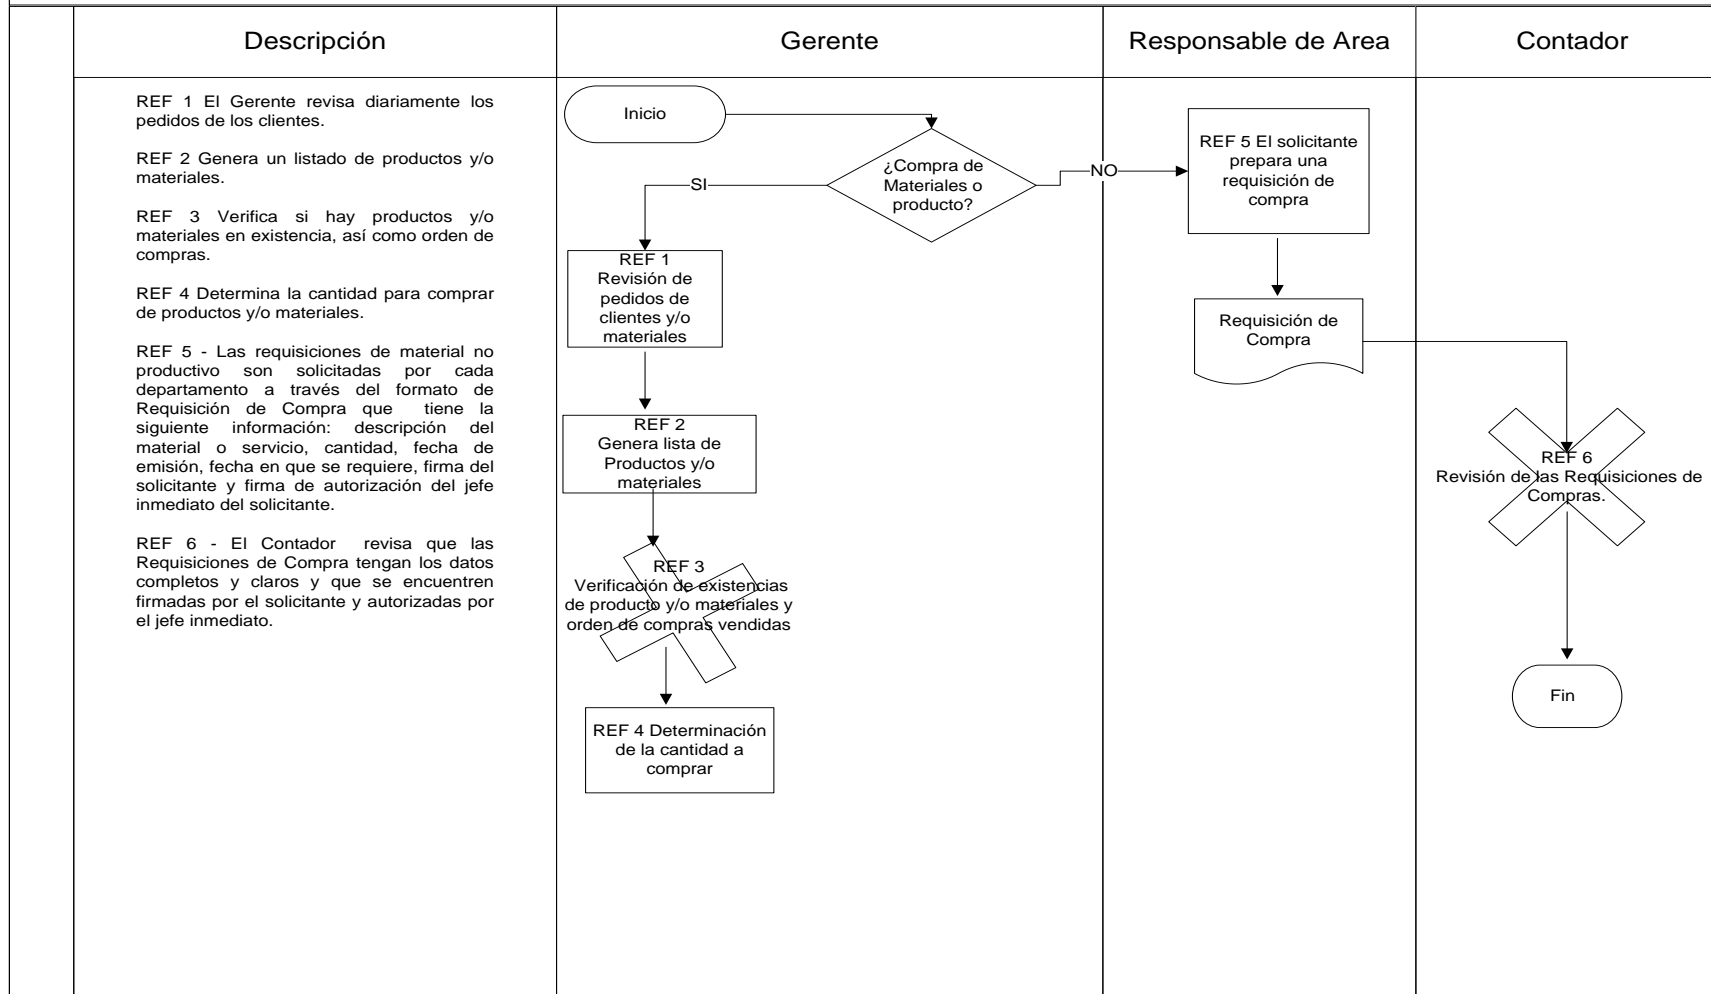 Descripción
Gerente
Responsable de Area
Contador
REF 1 El Gerente revisa diariamente los
pedidos de los clientes.
REF 2 Genera un listado de productos y/o
materiales.
REF 3 Verifica si hay productos y/o
materiales en existencia, así como orden de
compras.
REF 4 Determina la cantidad para comprar
de productos y/o materiales.
REF 5 - Las requisiciones de material no
productivo son solicitadas por cada
departamento a través del formato de
Requisición de Compra que tiene la
siguiente información: descripción del
material o servicio, cantidad, fecha de
emisión, fecha en que se requiere, firma del
solicitante y firma de autorización del jefe
inmediato del solicitante.
REF 6 - El Contador revisa que las
Requisiciones de Compra tengan los datos
completos y claros y que se encuentren
firmadas por el solicitante y autorizadas por
el jefe inmediato.
Inicio
¿Compra de
Materiales o
producto?
SI
NO
REF 1
Revisión de
pedidos de
clientes y/o
materiales
REF 2
Genera lista de
Productos y/o
materiales
REF 3
Verificación de existencias
de producto y/o materiales y
orden de compras vendidas
REF 4 Determinación
de la cantidad a
comprar
REF 5 El solicitante
prepara una
requisición de
compra
Requisición de
Compra
REF 6
Revisión de las Requisiciones de
Compras.
Fin